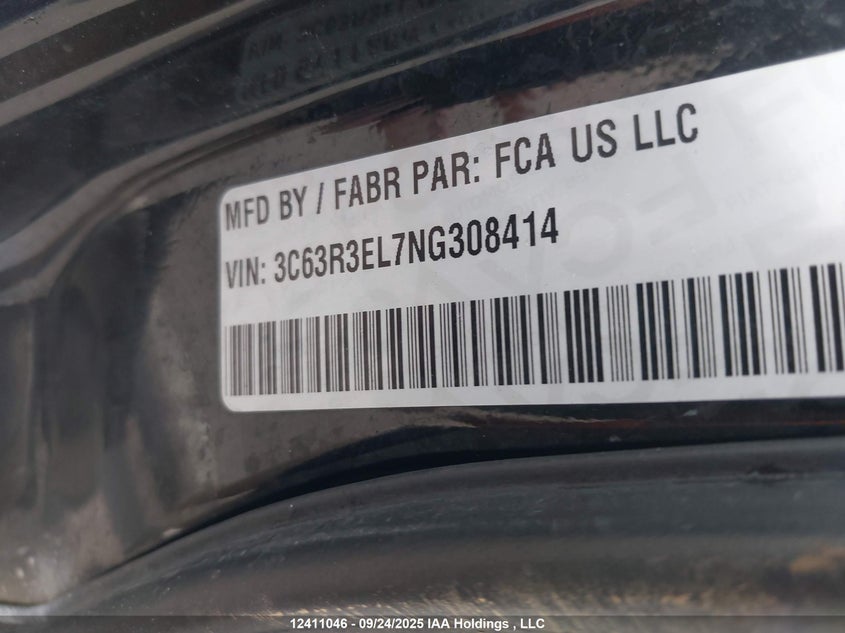 MFD BY / FABR PAR: FCA US LLC
VIN: 3C63R3EL7NG308414
12411046 - 09/24/2025 IAA Holdings , LLC